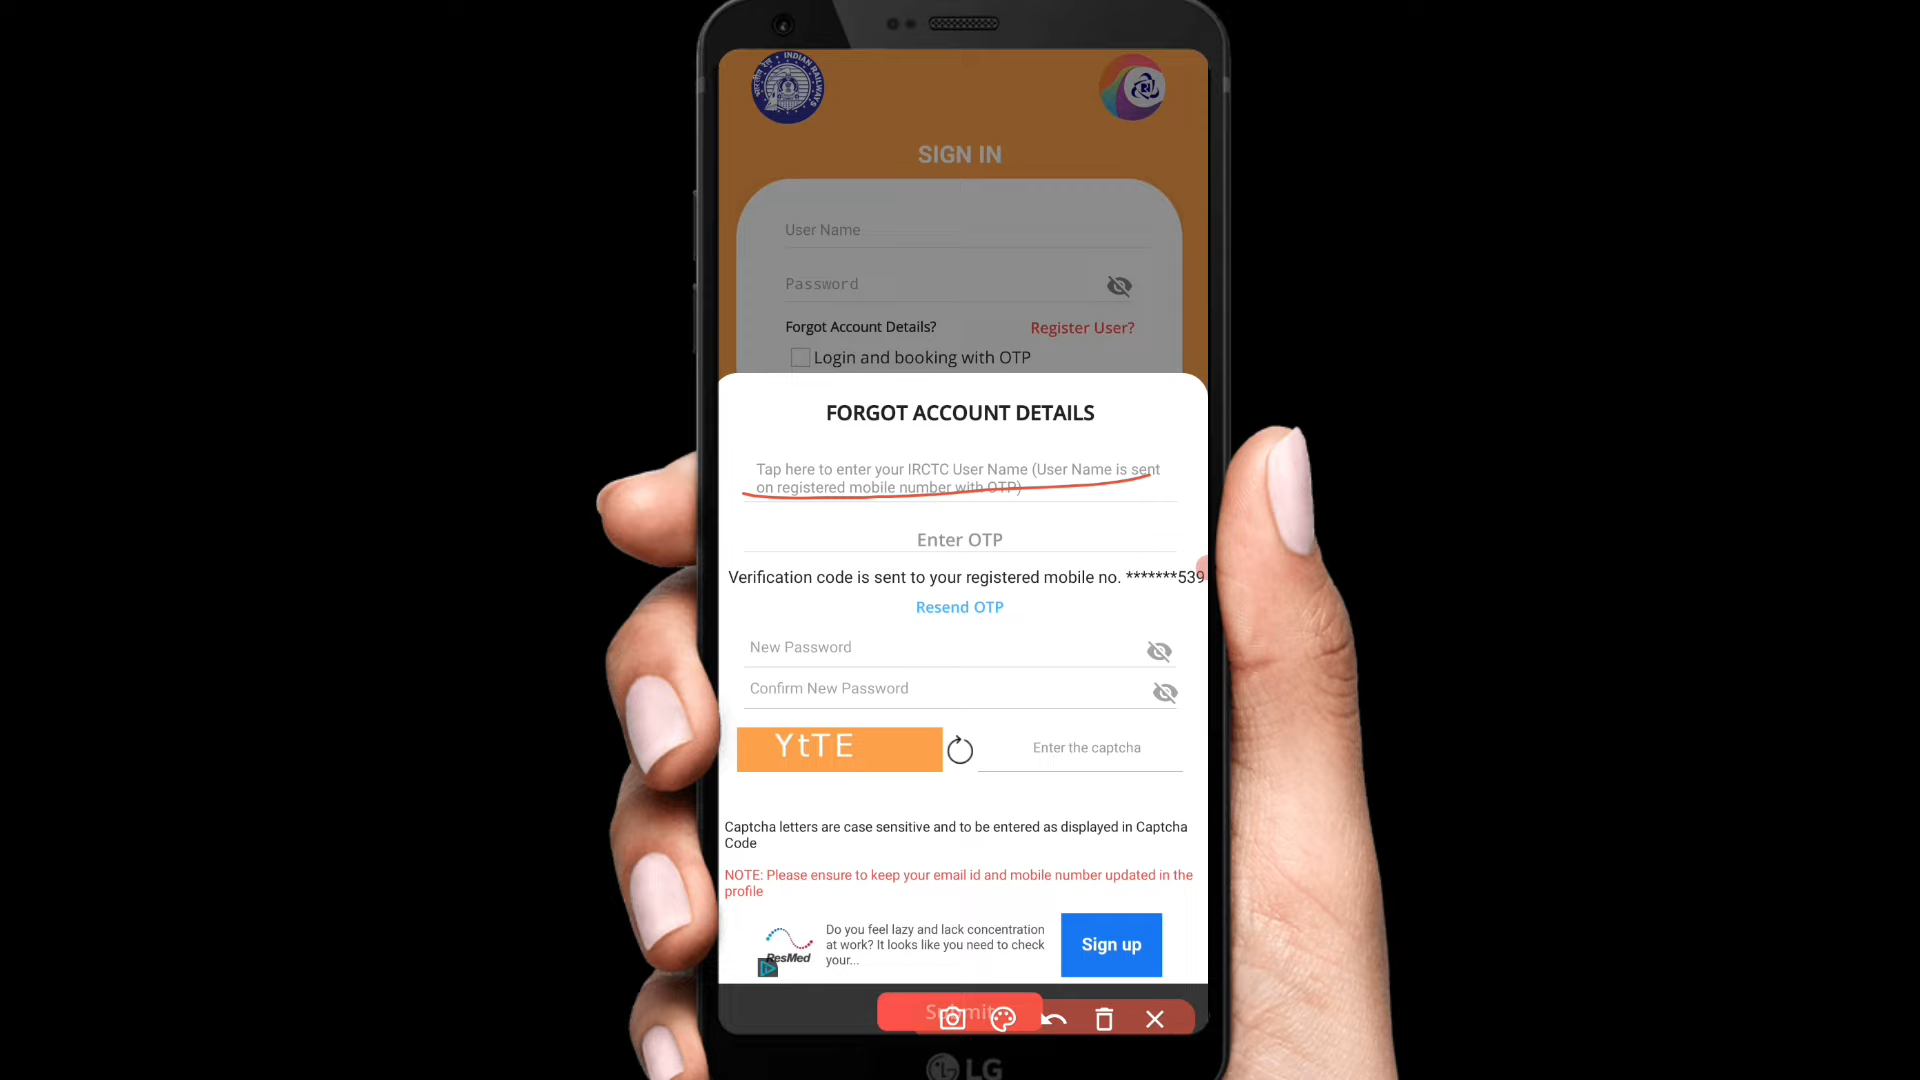 INDIAN RAILWAYS
SIGN IN
User Name
Password
Forgot Account Details?
Register User?
Login and booking with OTP
FORGOT ACCOUNT DETAILS
Tap here to enter your IRCTC User Name (User Name is sent
on registered mobile number with OTP)
Enter OTP
Verification code is sent to your registered mobile no. *******539
Resend OTP
New Password
Confirm New Password
YtTE
Enter the captcha
Captcha letters are case sensitive and to be entered as displayed in Captcha
Code
NOTE: Please ensure to keep your email id and mobile number updated in the
profile
ResMed
Do you feel lazy and lack concentration
at work? It looks like you need to check
your...
Sign up
Submit
LG